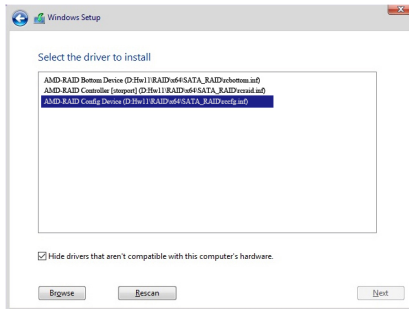 Windows Setup
Select the driver to install
AMD-RAID Bottom Device (D:Hw11\RAID\x64\SATA_RAID\rcbottom.inf)
AMD-RAID Controller [storport] (D:Hw11\RAID\x64\SATA_RAID\rcraid.inf)
AMD-RAID Config Device (D:Hw11\RAID\x64\SATA_RAID\rccfg.inf)
Hide drivers that aren't compatible with this computer's hardware.
Browse Rescan Next